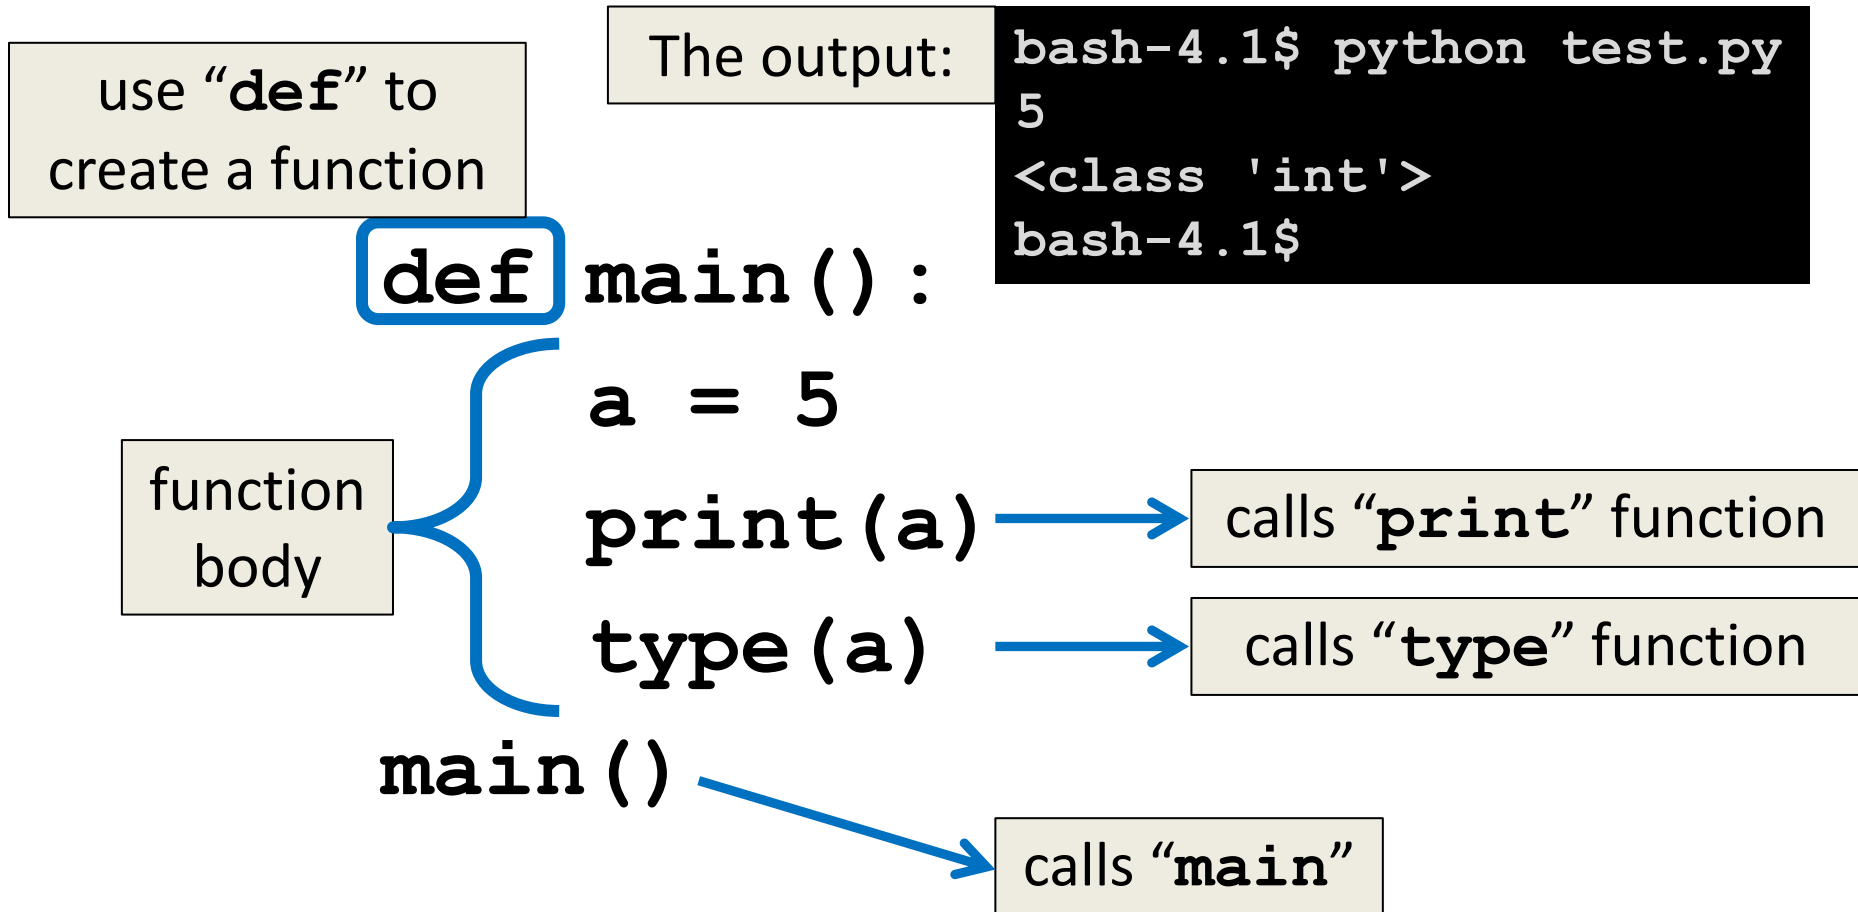 use “def” to
create a function
The output:
bash-4.1$ python test.py
5
<class 'int'>
bash-4.1$
def main():
a = 5
print(a)
type(a)
main()
function
body
calls “print” function
calls “type” function
calls “main”